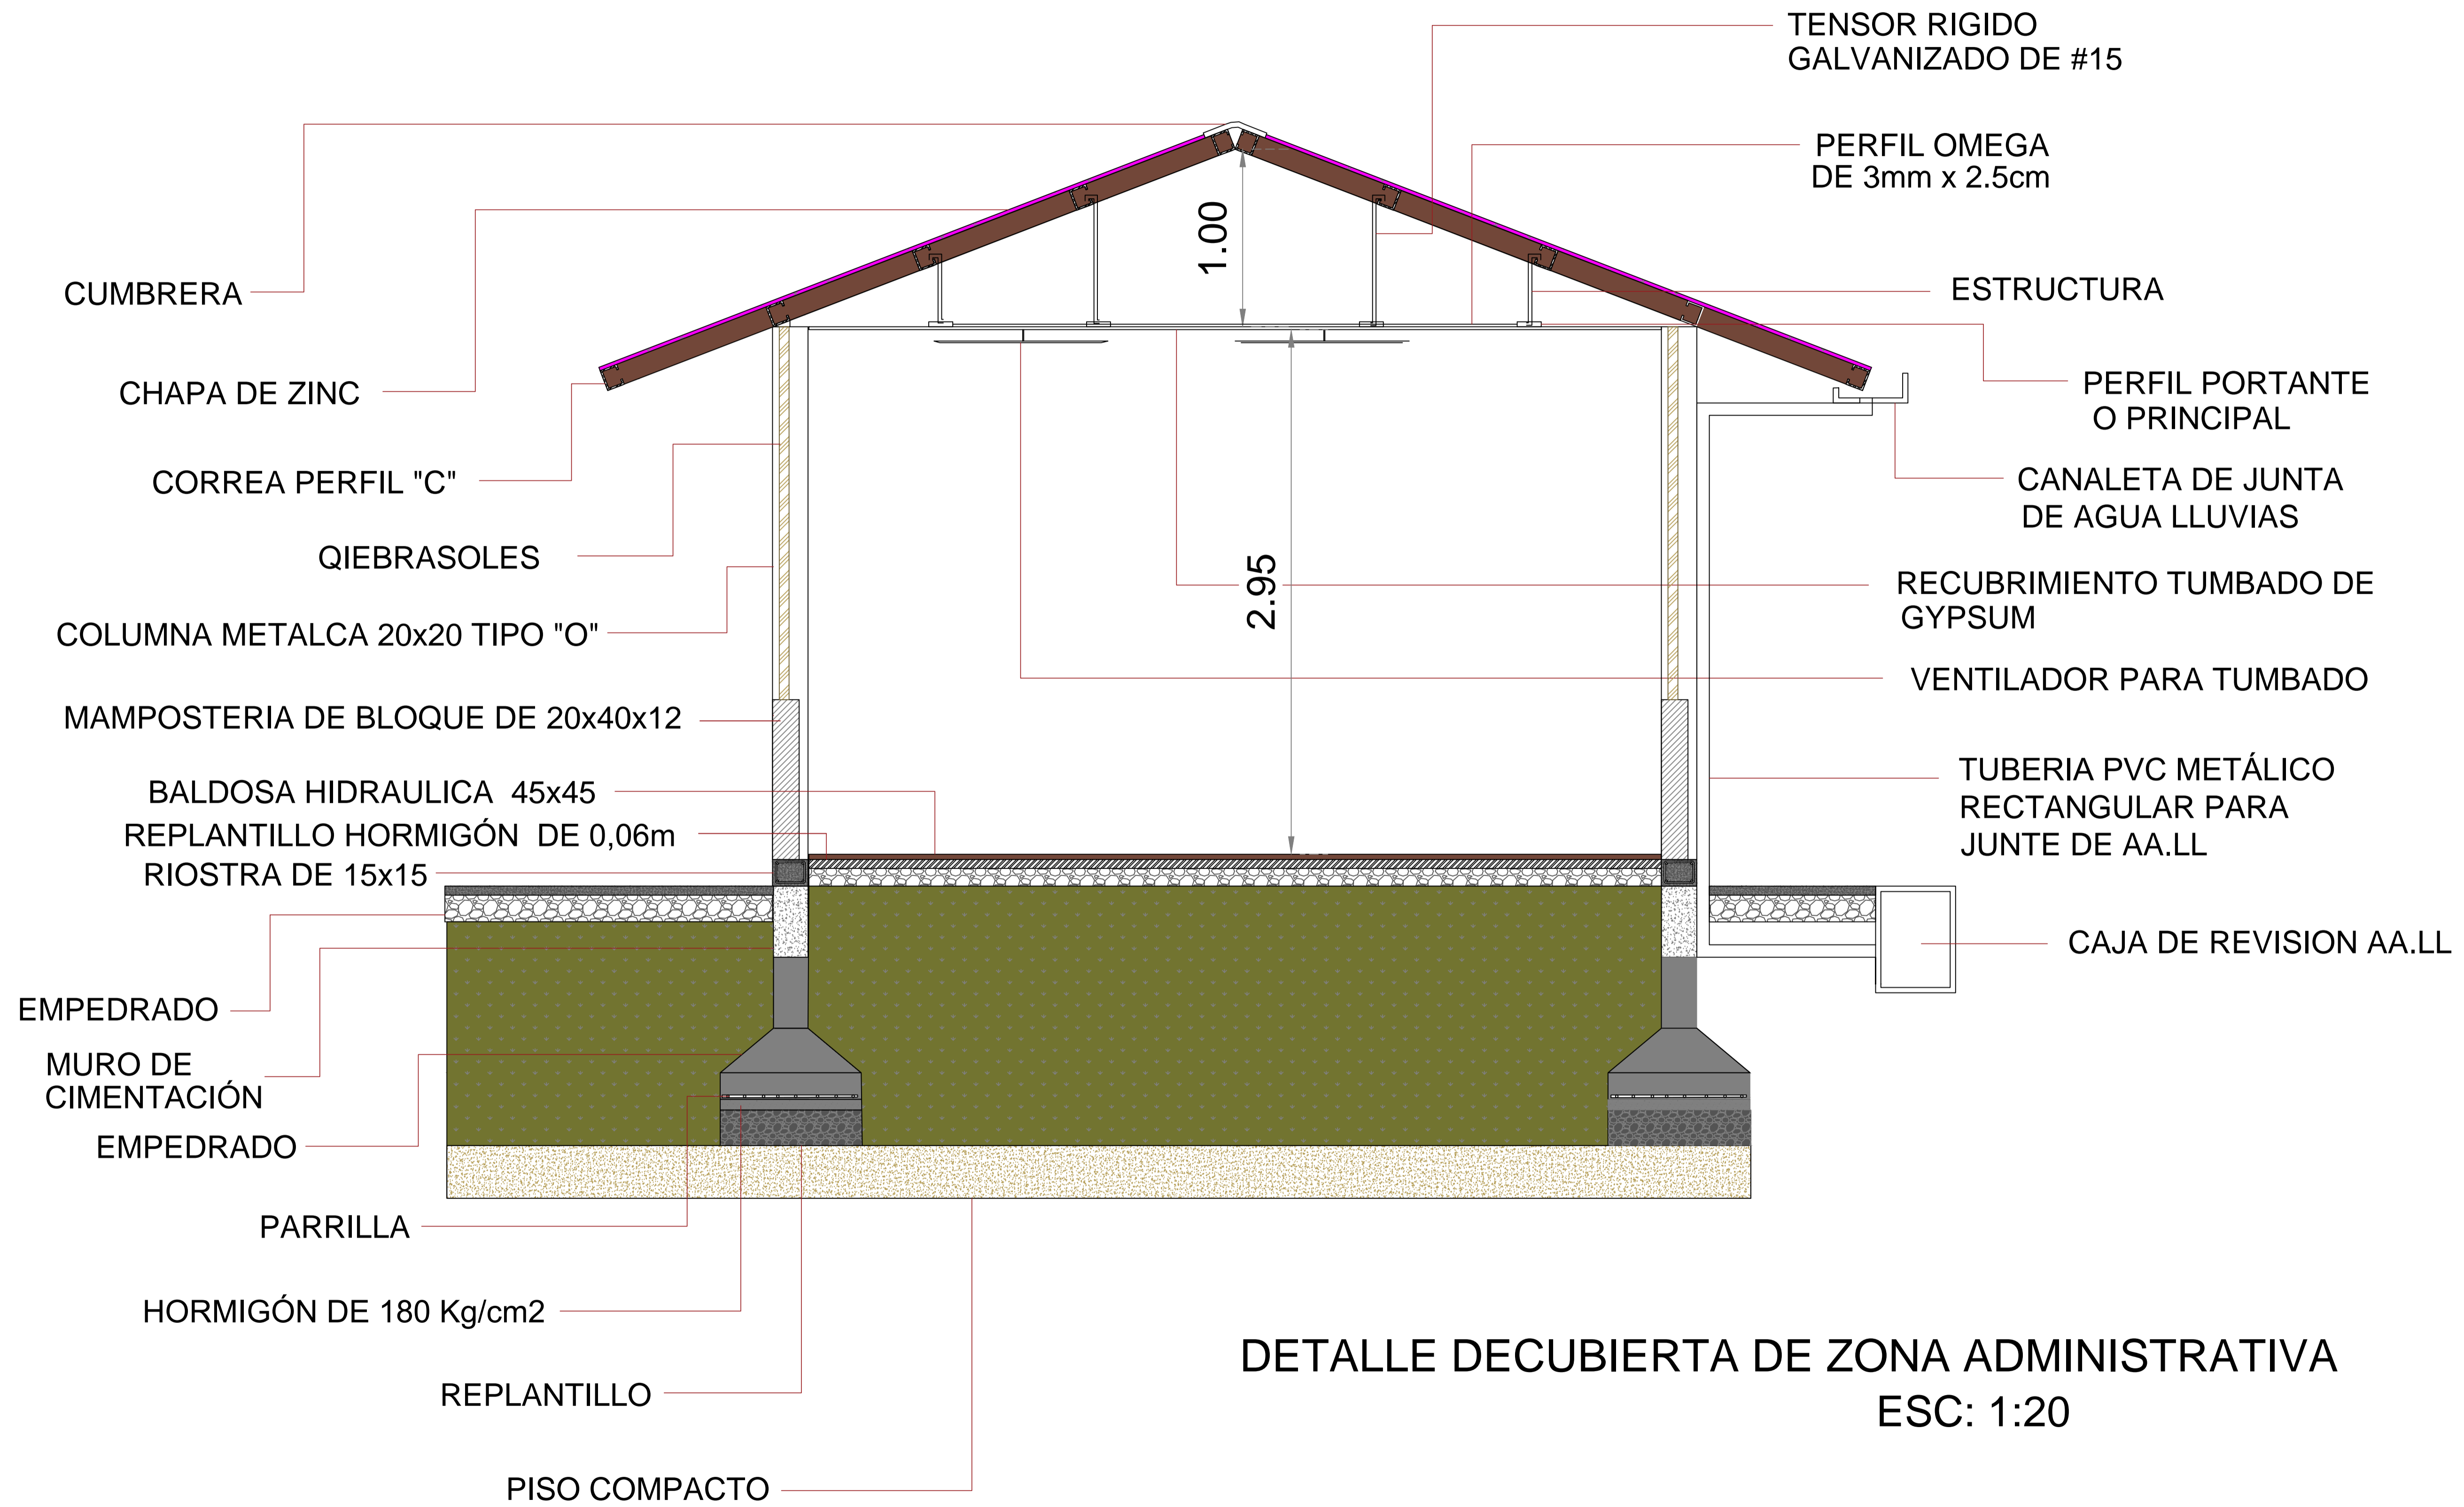 TENSOR RIGIDO
GALVANIZADO DE #15
PERFIL OMEGA
DE 3mm x 2.5cm
1.00
CUMBRERA
ESTRUCTURA
CHAPA DE ZINC
PERFIL PORTANTE
O PRINCIPAL
CORREA PERFIL "C"
CANALETA DE JUNTA
DE AGUA LLUVIAS
QIEBRASOLES
2.95
RECUBRIMIENTO TUMBADO DE
GYPSUM
COLUMNA METALCA 20x20 TIPO "O"
VENTILADOR PARA TUMBADO
MAMPOSTERIA DE BLOQUE DE 20x40x12
TUBERIA PVC METÁLICO
RECTANGULAR PARA
JUNTE DE AA.LL
BALDOSA HIDRAULICA 45x45
REPLANTILLO HORMIGÓN DE 0,06m
RIOSTRA DE 15x15
CAJA DE REVISION AA.LL
EMPEDRADO
MURO DE
CIMENTACIÓN
EMPEDRADO
PARRILLA
HORMIGÓN DE 180 Kg/cm2
REPLANTILLO
PISO COMPACTO
DETALLE DECUBIERTA DE ZONA ADMINISTRATIVA
ESC: 1:20